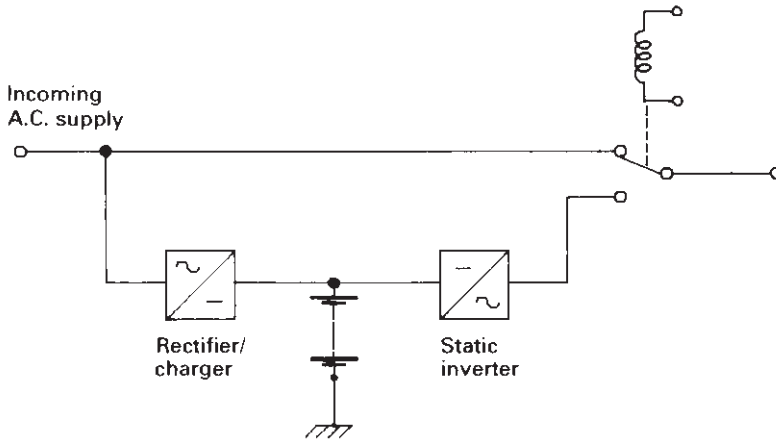 Incoming
A.C. supply
Rectifier/
charger
Static
inverter